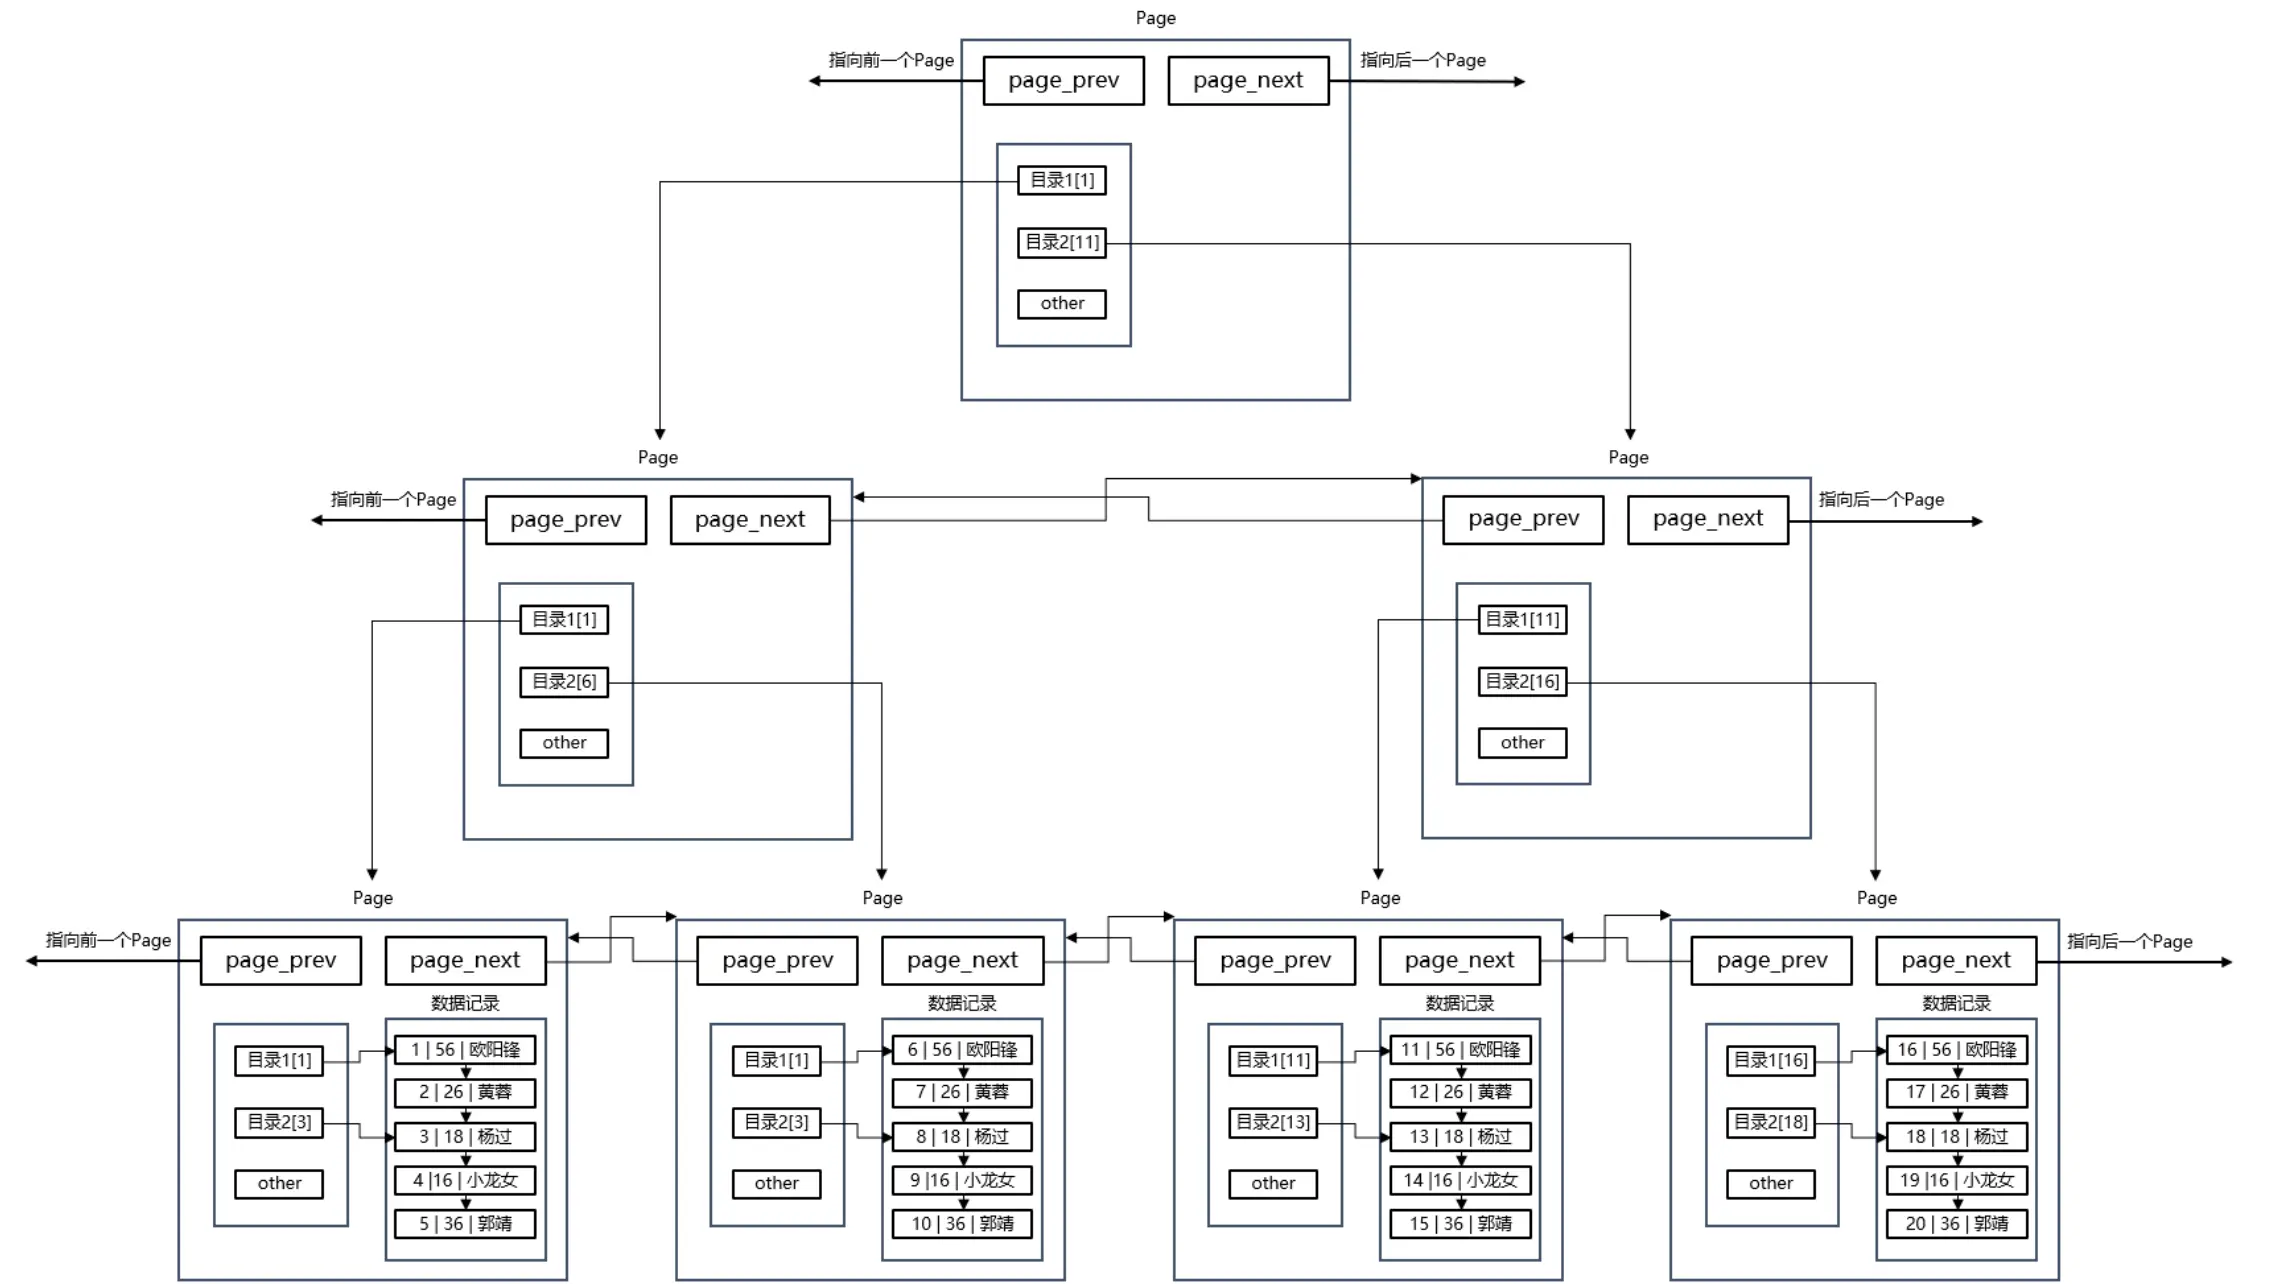 Page
指向前一个Page
page_prev
page_next
指向后一个Page
目录1[1]
目录2[11]
other
Page
指向前一个Page
page_prev
page_next
目录1[1]
目录2[6]
other
Page
page_prev
page_next
指向后一个Page
目录1[11]
目录2[16]
other
Page
指向前一个Page
page_prev
page_next
数据记录
目录1[1]
目录2[3]
other
1 | 56 | 欧阳锋
2 | 26 | 黄蓉
3 | 18 | 杨过
4 |16 | 小龙女
5 | 36 | 郭靖
Page
page_prev
page_next
数据记录
目录1[1]
目录2[3]
other
6 | 56 | 欧阳锋
7 | 26 | 黄蓉
8 | 18 | 杨过
9 |16 | 小龙女
10 | 36 | 郭靖
Page
page_prev
page_next
数据记录
目录1[11]
目录2[13]
other
11 | 56 | 欧阳锋
12 | 26 | 黄蓉
13 | 18 | 杨过
14 |16 | 小龙女
15 | 36 | 郭靖
Page
page_prev
page_next
指向后一个Page
数据记录
目录1[16]
目录2[18]
other
16 | 56 | 欧阳锋
17 | 26 | 黄蓉
18 | 18 | 杨过
19 |16 | 小龙女
20 | 36 | 郭靖